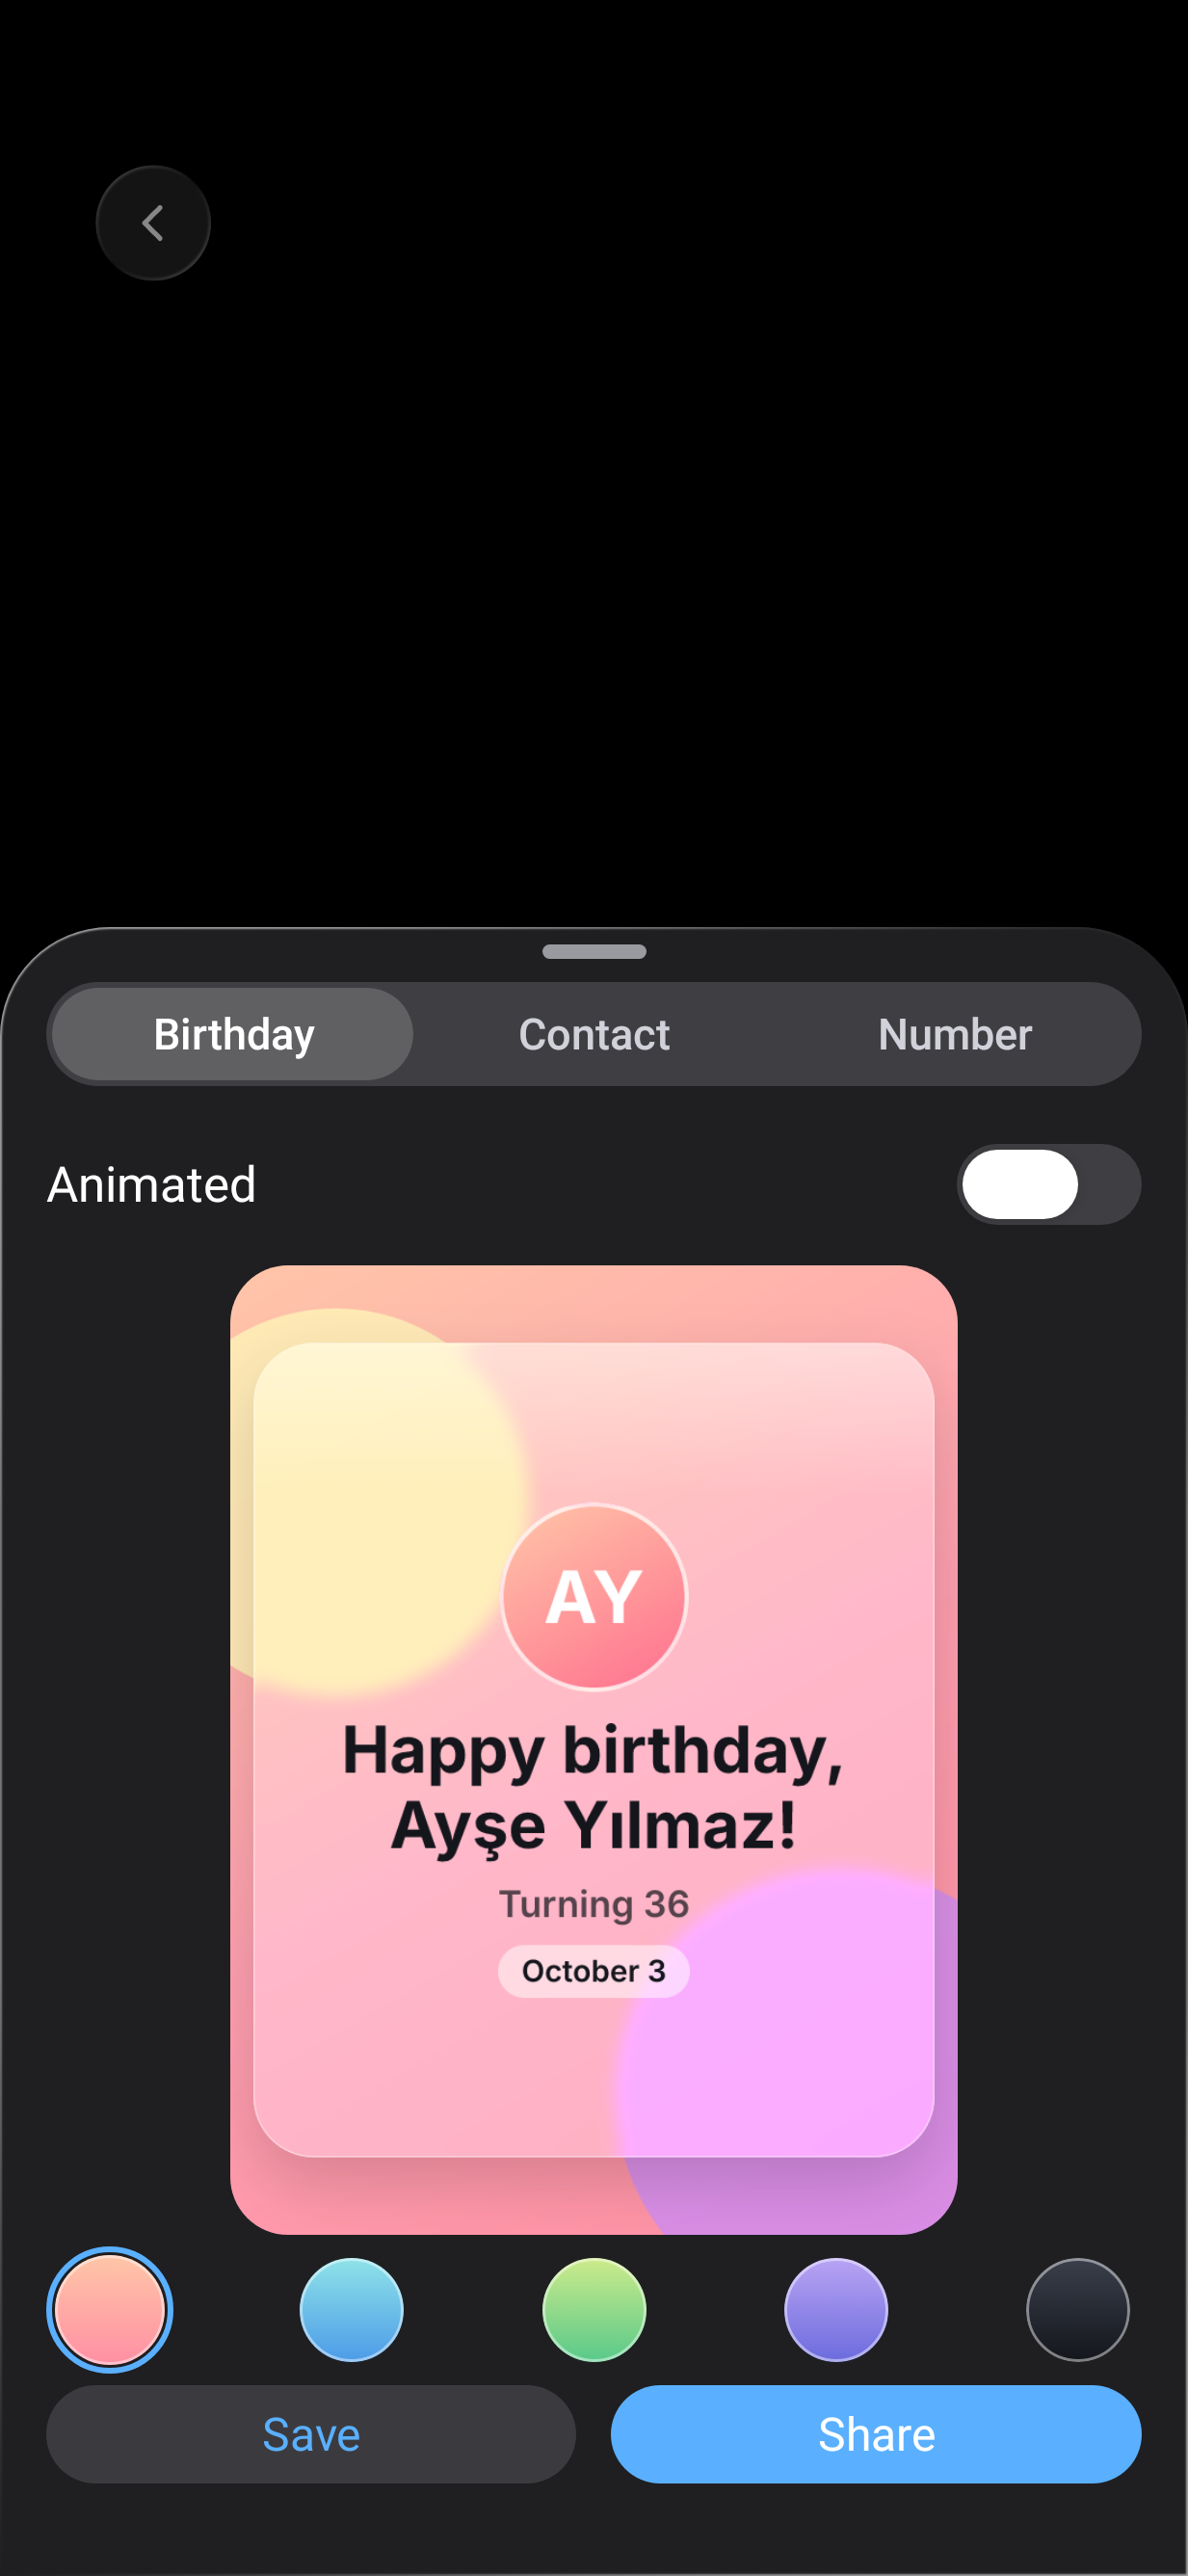 Birthday
Contact
Number
Animated
AY
Happy birthday,
Ayşe Yılmaz!
Turning 36
October 3
Save
Share